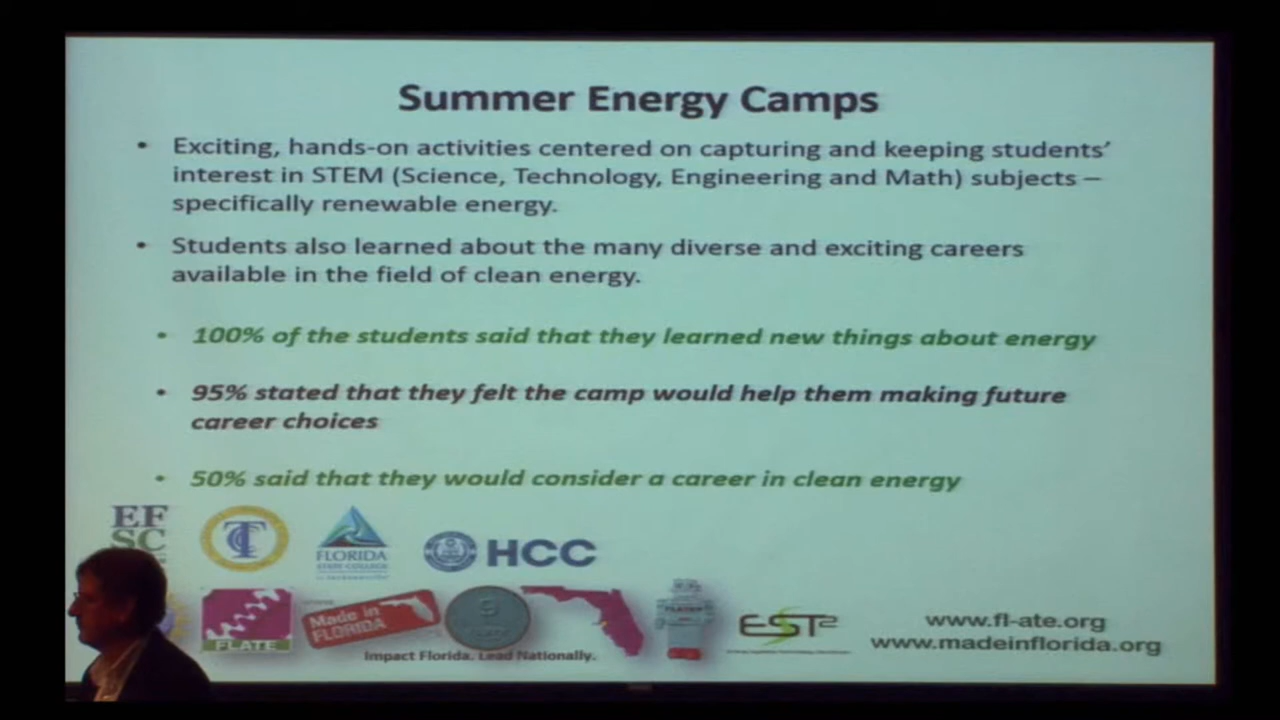 Summer Energy Camps
• Exciting, hands-on activities centered on capturing and keeping students'
interest in STEM (Science, Technology, Engineering and Math) subjects –
specifically renewable energy.
• Students also learned about the many diverse and exciting careers
available in the field of clean energy.
• 100% of the students said that they learned new things about energy
• 95% stated that they felt the camp would help them making future
career choices
• 50% said that they would consider a career in clean energy
EF
SC
TC
FLORIDA
STATE COLLEGE
HCC
FLATE
Made in
FLORIDA
Impact Florida. Lead Nationally.
EST2
www.fl-ate.org
www.madeinflorida.org